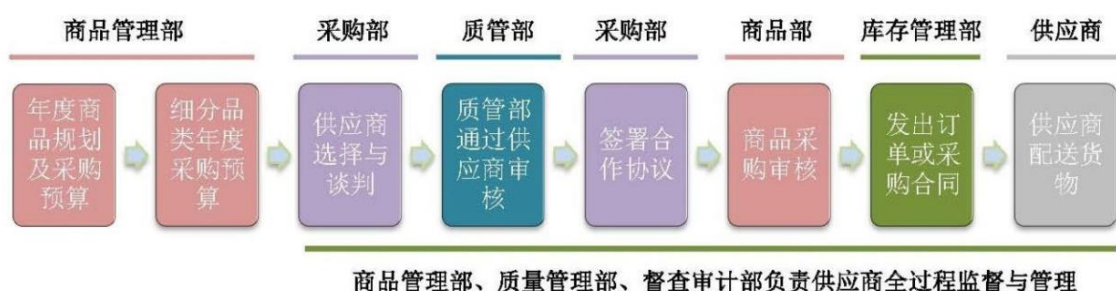 商品管理部 采购部 质管部 采购部 商品部 库存管理部 供应商
年度商
品规划
及采购
预算
细分品
类年度
采购预
算
供应商
选择与
谈判
质管部
通过供
应商审
核
签署合
作协议
商品采
购审核
发出订
单或采
购合同
供应商
配送货
物
商品管理部、质量管理部、督查审计部负责供应商全过程监督与管理